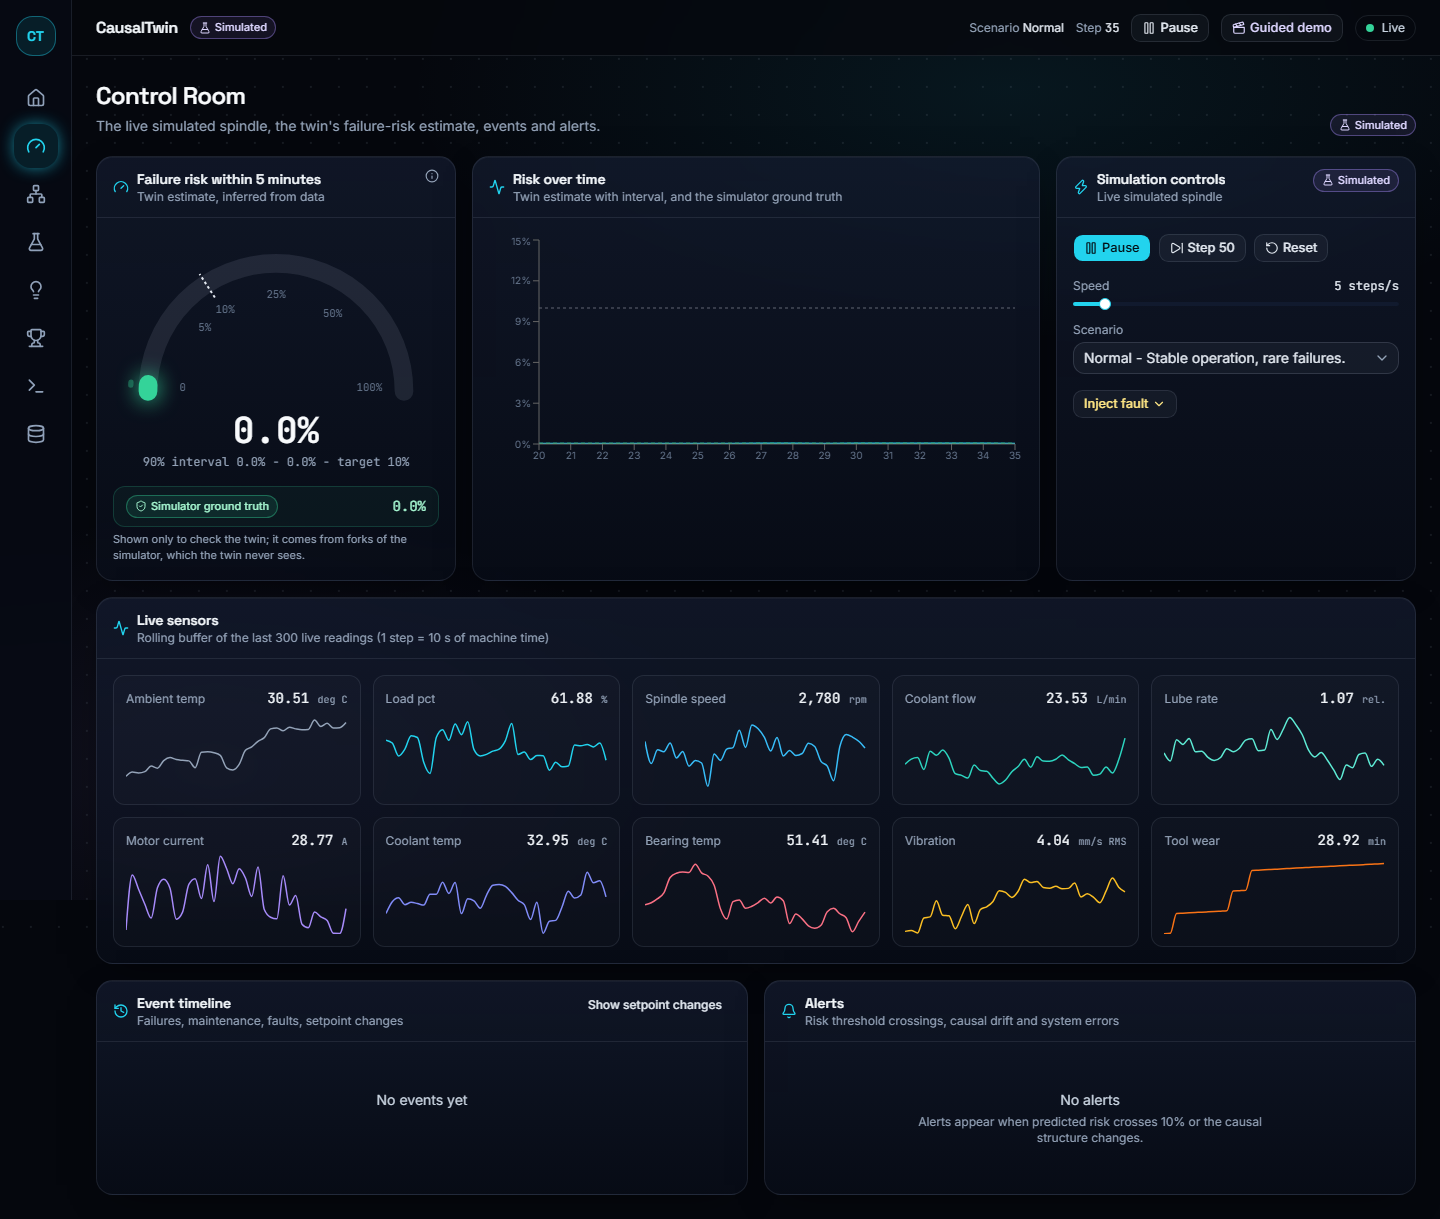 CT
CausalTwin
Simulated
Scenario Normal
Step 35
Pause
Guided demo
Live
Control Room
The live simulated spindle, the twin's failure-risk estimate, events and alerts.
Simulated
Failure risk within 5 minutes
Twin estimate, inferred from data
25%
10%
50%
5%
0
100%
0.0%
90% interval 0.0% - 0.0% - target 10%
Simulator ground truth
0.0%
Shown only to check the twin; it comes from forks of the
simulator, which the twin never sees.
Risk over time
Twin estimate with interval, and the simulator ground truth
15%
12%
9%
6%
3%
0%
20 21 22 23 24 25 26 27 28 29 30 31 32 33 34 35
Simulation controls
Live simulated spindle
Simulated
Pause
Step 50
Reset
Speed
5 steps/s
Scenario
Normal - Stable operation, rare failures.
Inject fault
Live sensors
Rolling buffer of the last 300 live readings (1 step = 10 s of machine time)
Ambient temp 30.51 deg C
Load pct 61.88 %
Spindle speed 2,780 rpm
Coolant flow 23.53 L/min
Lube rate 1.07 rel.
Motor current 28.77 A
Coolant temp 32.95 deg C
Bearing temp 51.41 deg C
Vibration 4.04 mm/s RMS
Tool wear 28.92 min
Event timeline
Failures, maintenance, faults, setpoint changes
Show setpoint changes
No events yet
Alerts
Risk threshold crossings, causal drift and system errors
No alerts
Alerts appear when predicted risk crosses 10% or the causal
structure changes.